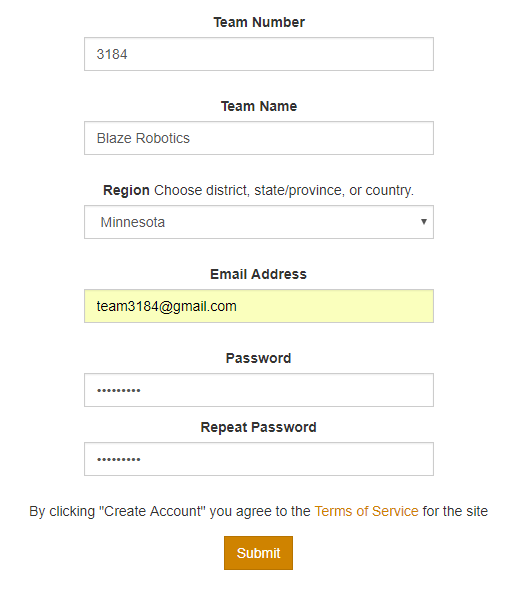 Team Number
3184
Team Name
Blaze Robotics
Region Choose district, state/province, or country.
Minnesota
Email Address
team3184@gmail.com
Password
•••••••••
Repeat Password
•••••••••
By clicking "Create Account" you agree to the Terms of Service for the site
Submit